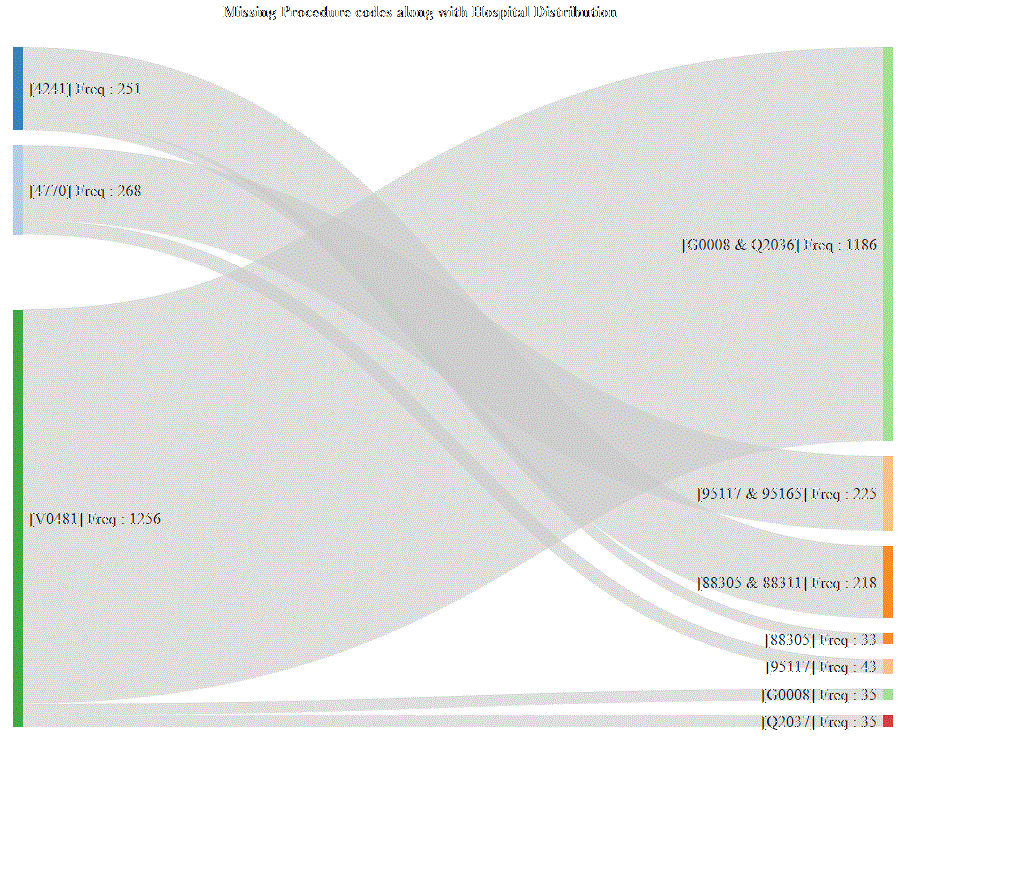 Missing Procedure codes along with Hospital Distribution
[4241] Freq : 251
[4770] Freq : 268
[G0008 & Q2036] Freq : 1186
[95117 & 95165] Freq : 225
[V0481] Freq : 1256
[88305 & 88311] Freq : 218
[88305] Freq : 33
[95117] Freq : 43
[G0008] Freq : 35
[Q2037] Freq : 35